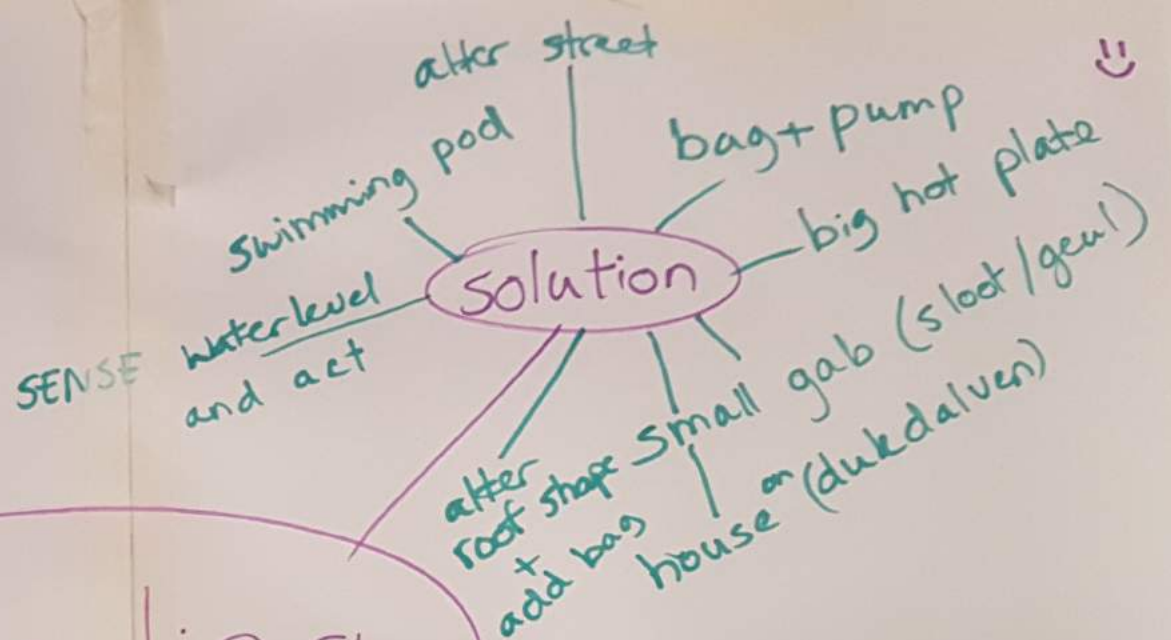 alter street
swimming pod
bag + pump
big hot plate
solution
SENSE waterlevel
and act
small gab (sloot/geul)
house on (dukdalven)
alter
roof shape
+
add bag